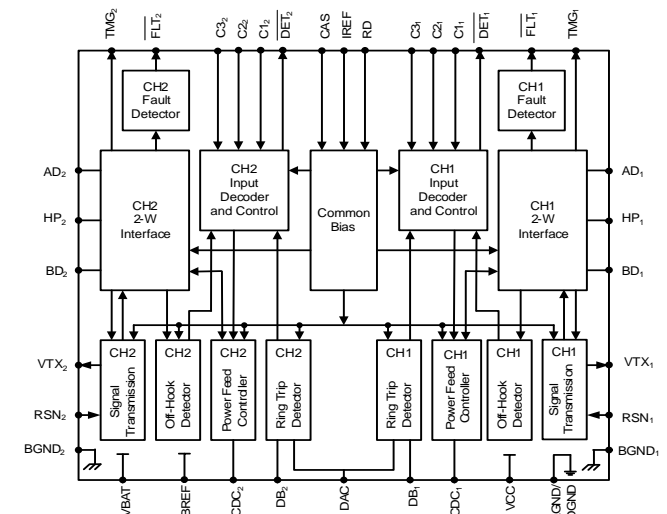 TMG2
FLT2
C32
C22
C12
DET2
CAS
IREF
RD
C31
C21
C11
DET1
FLT1
TMG1
CH2
Fault
Detector
CH1
Fault
Detector
AD2
HP2
BD2
CH2
2-W
Interface
CH2
Input
Decoder
and Control
Common
Bias
CH1
Input
Decoder
and Control
CH1
2-W
Interface
AD1
HP1
BD1
VTX2
RSN2
BGND2
CH2
Signal
Transmission
CH2
Off-Hook
Detector
CH2
Power Feed
Controller
CH2
Ring Trip
Detector
CH1
Ring Trip
Detector
CH1
Power Feed
Controller
CH1
Off-Hook
Detector
CH1
Signal
Transmission
VTX1
RSN1
BGND1
VBAT
BREF
CDC2
DB2
DAC
DB1
CDC1
VCC
GND/
DGND